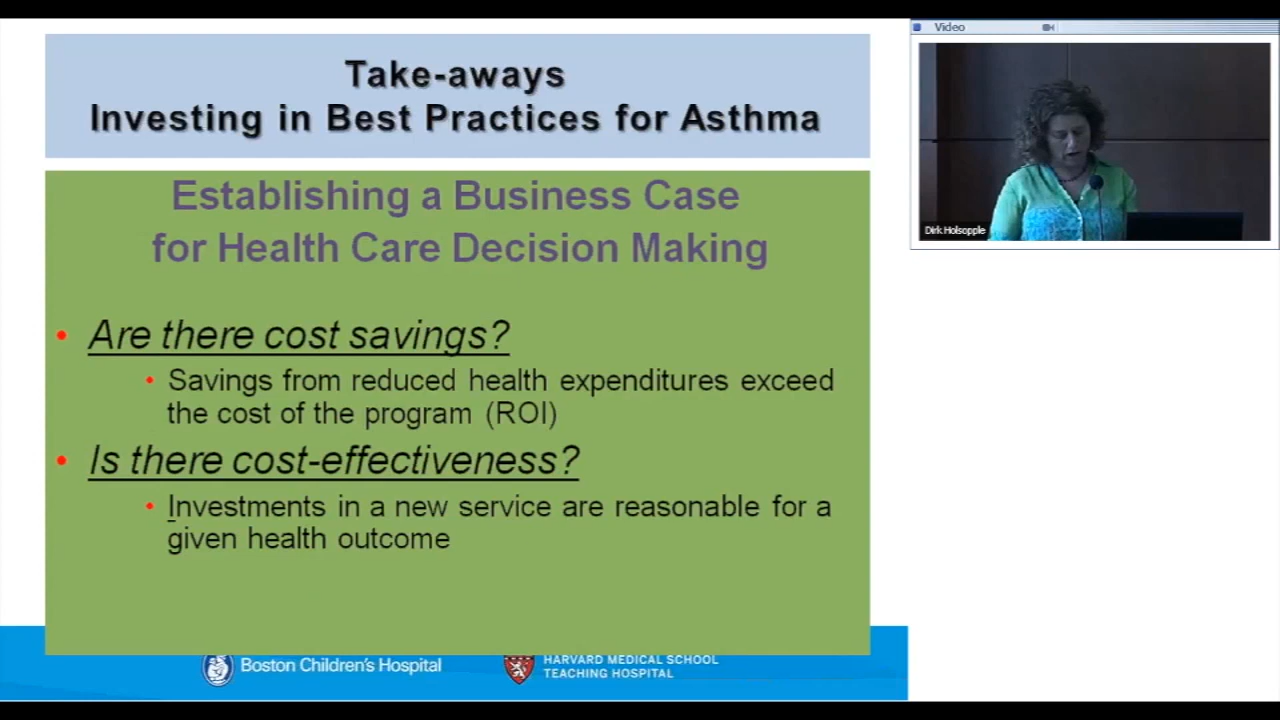 Take-aways
Investing in Best Practices for Asthma
Establishing a Business Case
for Health Care Decision Making
• Are there cost savings?
• Savings from reduced health expenditures exceed
the cost of the program (ROI)
• Is there cost-effectiveness?
• Investments in a new service are reasonable for a
given health outcome
Boston Children's Hospital
HARVARD MEDICAL SCHOOL
TEACHING HOSPITAL
Video
Dirk Holsopple